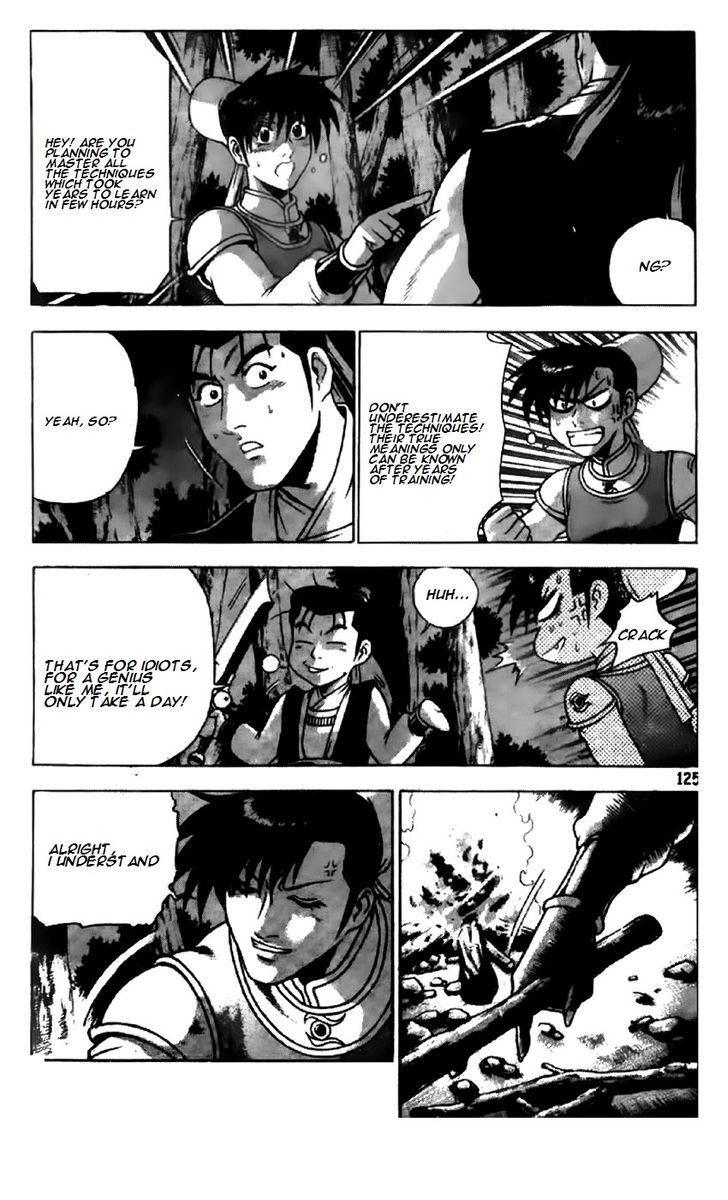 HEY! ARE YOU
PLANNING TO
MASTER ALL
THE TECHNIQUES
WHICH TOOK
YEARS TO LEARN
IN FEW HOURS?
NG?
YEAH, SO?
DON'T
UNDERESTIMATE
THE TECHNIQUES!
THEIR TRUE
MEANINGS ONLY
CAN BE KNOWN
AFTER YEARS
OF TRAINING!
THAT'S FOR IDIOTS,
FOR A GENIUS
LIKE ME, IT'LL
ONLY TAKE A DAY!
HUH...
CRACK
125
ALRIGHT,
I UNDERSTAND